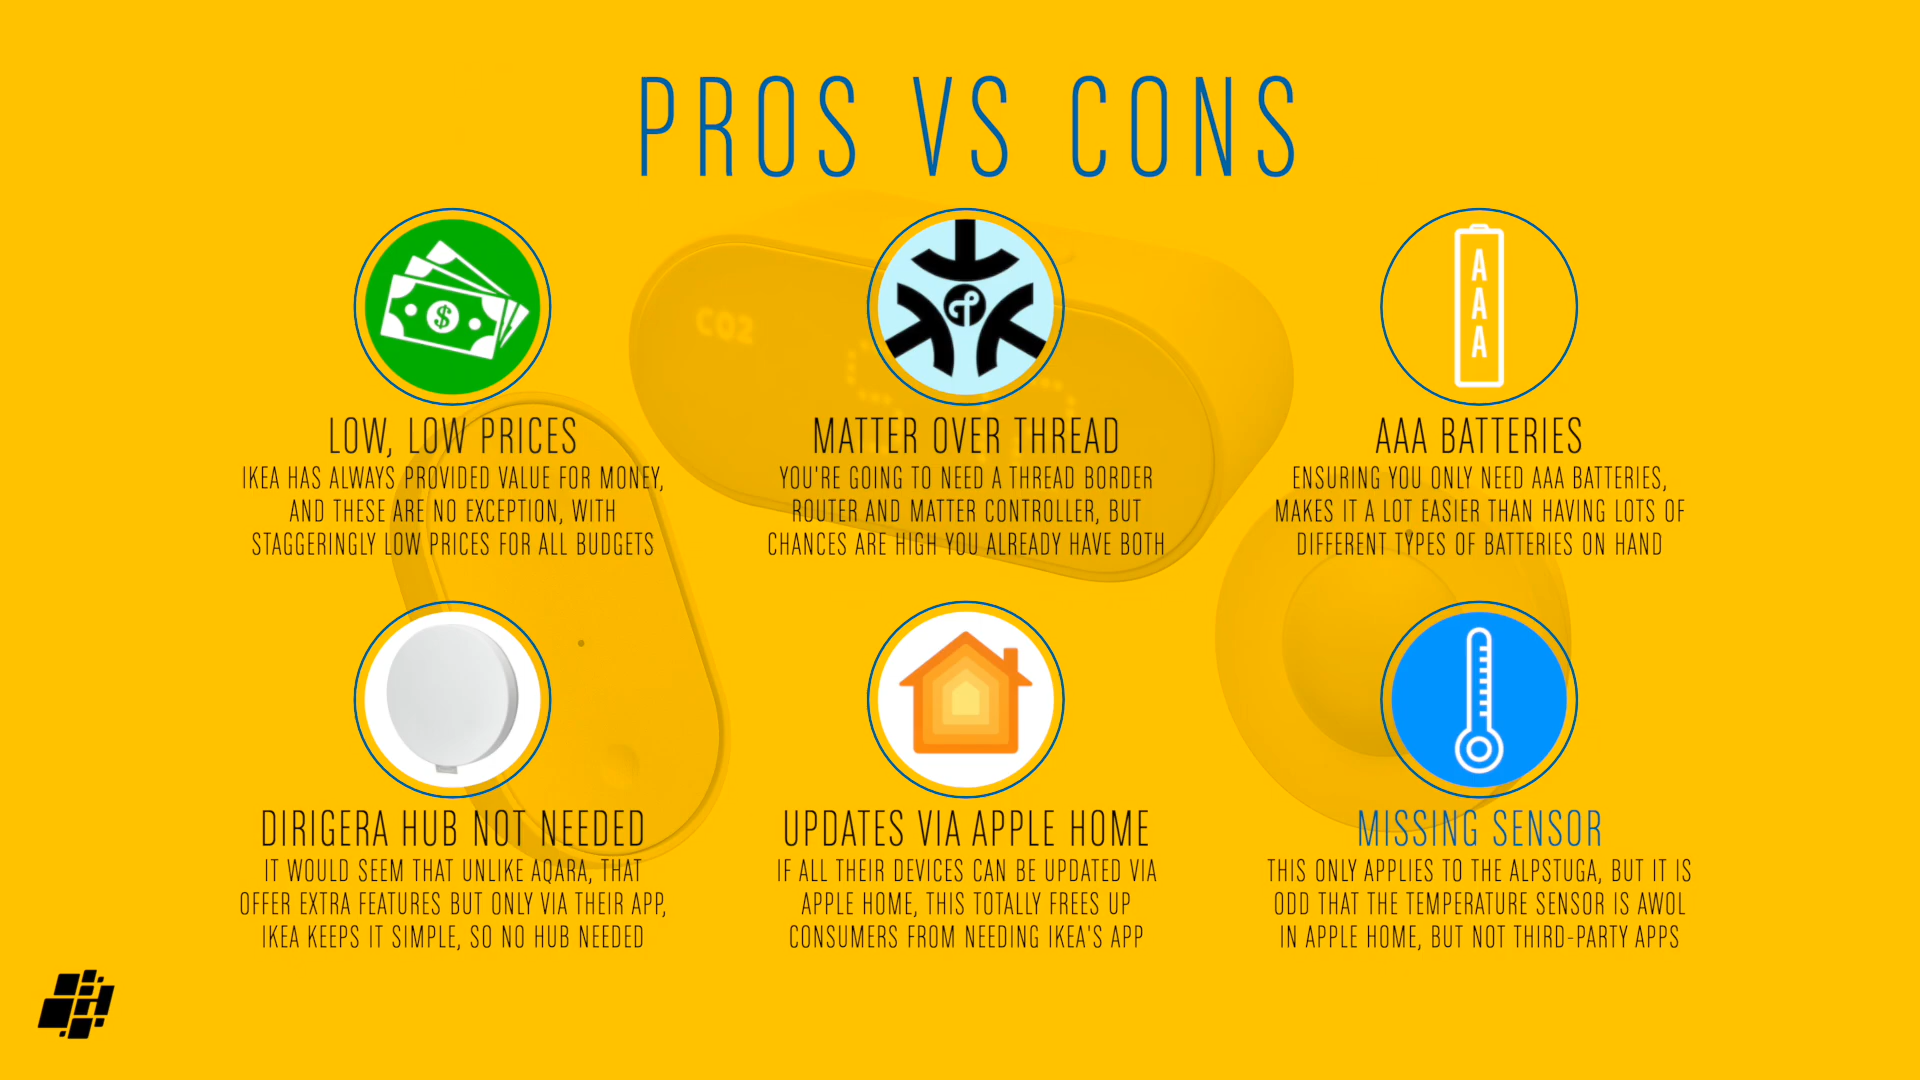 PROS VS CONS
CO2
A
A
A
LOW, LOW PRICES
IKEA HAS ALWAYS PROVIDED VALUE FOR MONEY,
AND THESE ARE NO EXCEPTION, WITH
STAGGERINGLY LOW PRICES FOR ALL BUDGETS
MATTER OVER THREAD
YOU'RE GOING TO NEED A THREAD BORDER
ROUTER AND MATTER CONTROLLER, BUT
CHANCES ARE HIGH YOU ALREADY HAVE BOTH
AAA BATTERIES
ENSURING YOU ONLY NEED AAA BATTERIES,
MAKES IT A LOT EASIER THAN HAVING LOTS OF
DIFFERENT TYPES OF BATTERIES ON HAND
DIRIGERA HUB NOT NEEDED
IT WOULD SEEM THAT UNLIKE AQARA, THAT
OFFER EXTRA FEATURES BUT ONLY VIA THEIR APP,
IKEA KEEPS IT SIMPLE, SO NO HUB NEEDED
UPDATES VIA APPLE HOME
IF ALL THEIR DEVICES CAN BE UPDATED VIA
APPLE HOME, THIS TOTALLY FREES UP
CONSUMERS FROM NEEDING IKEA'S APP
MISSING SENSOR
THIS ONLY APPLIES TO THE ALPSTUGA, BUT IT IS
ODD THAT THE TEMPERATURE SENSOR IS AWOL
IN APPLE HOME, BUT NOT THIRD-PARTY APPS